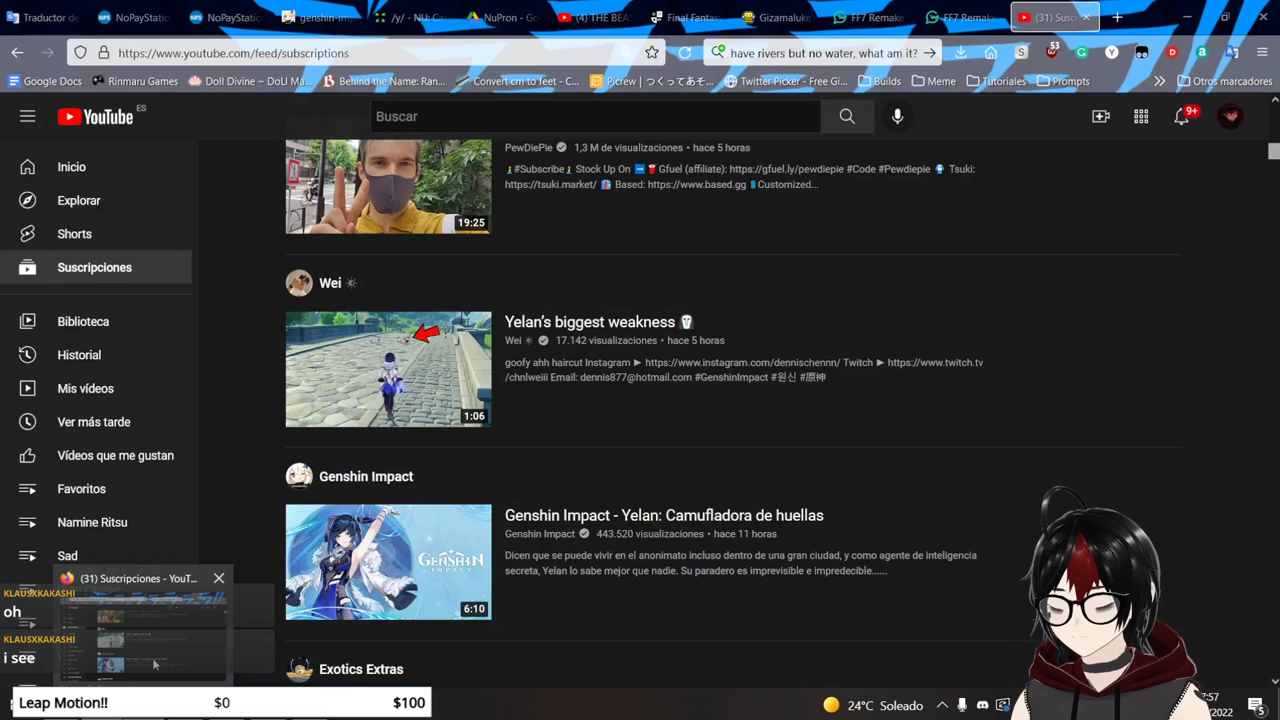 Traductor de
NoPayStatio
NoPayStatio
genshin-imp
/y/ - NU: Ca
NuPron - Go
(4) THE BEA
Final Fantasy
Gizamaluke
FF7 Remake
FF7 Remake
(31) Susc
https://www.youtube.com/feed/subscriptions
have rivers but no water, what am i?
53
Google Docs
Rinmaru Games
Doll Divine ~ DoLl Ma...
Behind the Name: Ran...
Convert cm to feet - C...
Picrew | つくってあそ...
Twitter Picker - Free Gi...
Builds
Meme
Tutoriales
Prompts
Otros marcadores
YouTube ES
Buscar
9+
Inicio
Explorar
Shorts
Suscripciones
Biblioteca
Historial
Mis vídeos
Ver más tarde
Vídeos que me gustan
Favoritos
Namine Ritsu
Sad
PewDiePie 1,3 M de visualizaciones • hace 5 horas
#Subscribe Stock Up On Gfuel (affiliate): https://gfuel.ly/pewdiepie #Code #Pewdiepie Tsuki:
https://tsuki.market/ Based: https://www.based.gg Customized...
19:25
Wei
Yelan's biggest weakness
Wei 17.142 visualizaciones • hace 5 horas
goofy ahh haircut Instagram ► https://www.instagram.com/dennischennn/ Twitch ► https://www.twitch.tv
/chnlweiii Email: dennis877@hotmail.com #GenshinImpact #원신 #原神
1:06
Genshin Impact
Genshin Impact - Yelan: Camufladora de huellas
Genshin Impact 443.520 visualizaciones • hace 11 horas
Dicen que se puede vivir en el anonimato incluso dentro de una gran ciudad, y como agente de inteligencia
secreta, Yelan lo sabe mejor que nadie. Su paradero es imprevisible e impredecible......
GENSHIN
IMPACT
6:10
Exotics Extras
(31) Suscripciones - YouT...
KLAUSXKAKASHI
oh
KLAUSXKAKASHI
i see
Leap Motion!! $0 $100
24°C Soleado
7:57
/2022
5